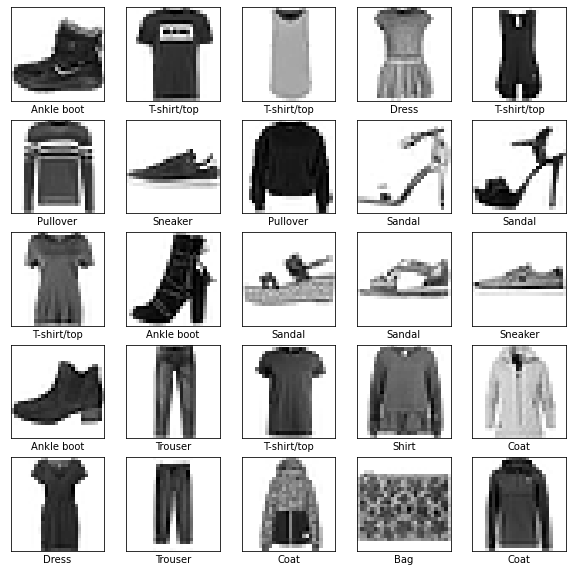 Ankle boot T-shirt/top T-shirt/top Dress T-shirt/top
Pullover Sneaker Pullover Sandal Sandal
T-shirt/top Ankle boot Sandal Sandal Sneaker
Ankle boot Trouser T-shirt/top Shirt Coat
Dress Trouser Coat Bag Coat